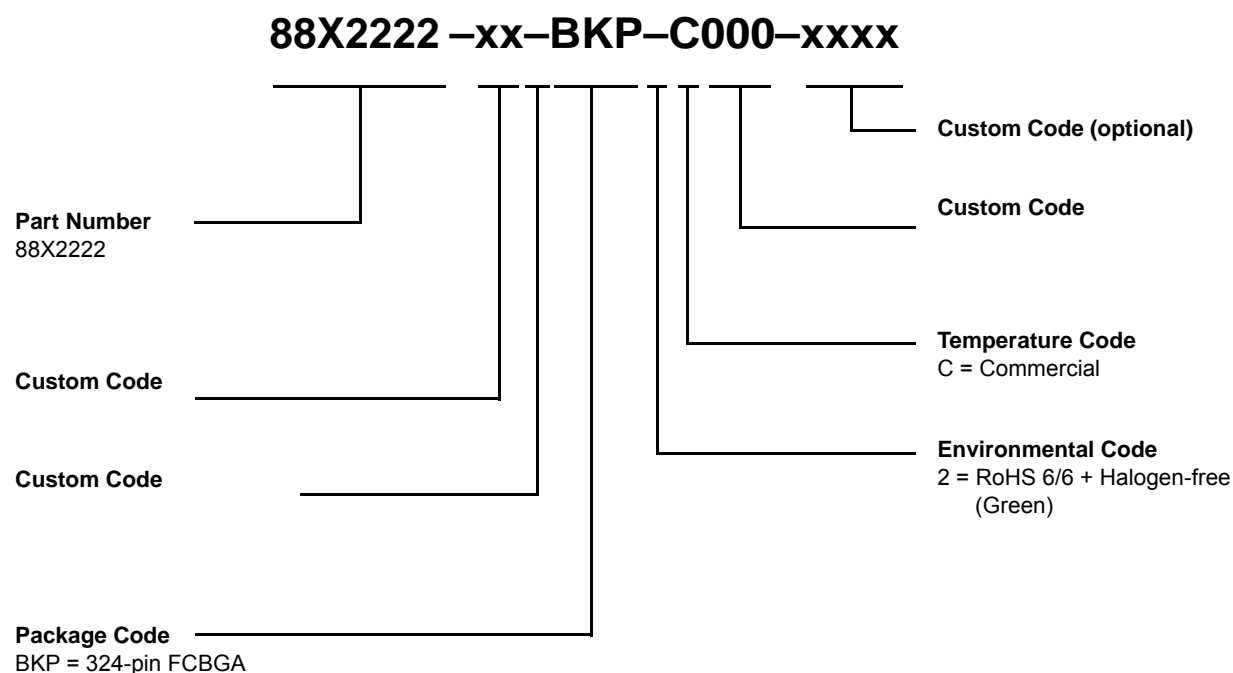 88X2222 –xx–BKP–C000–xxxx
Custom Code (optional)
Custom Code
Part Number
88X2222
Temperature Code
C = Commercial
Custom Code
Environmental Code
2 = RoHS 6/6 + Halogen-free
(Green)
Custom Code
Package Code
BKP = 324-pin FCBGA